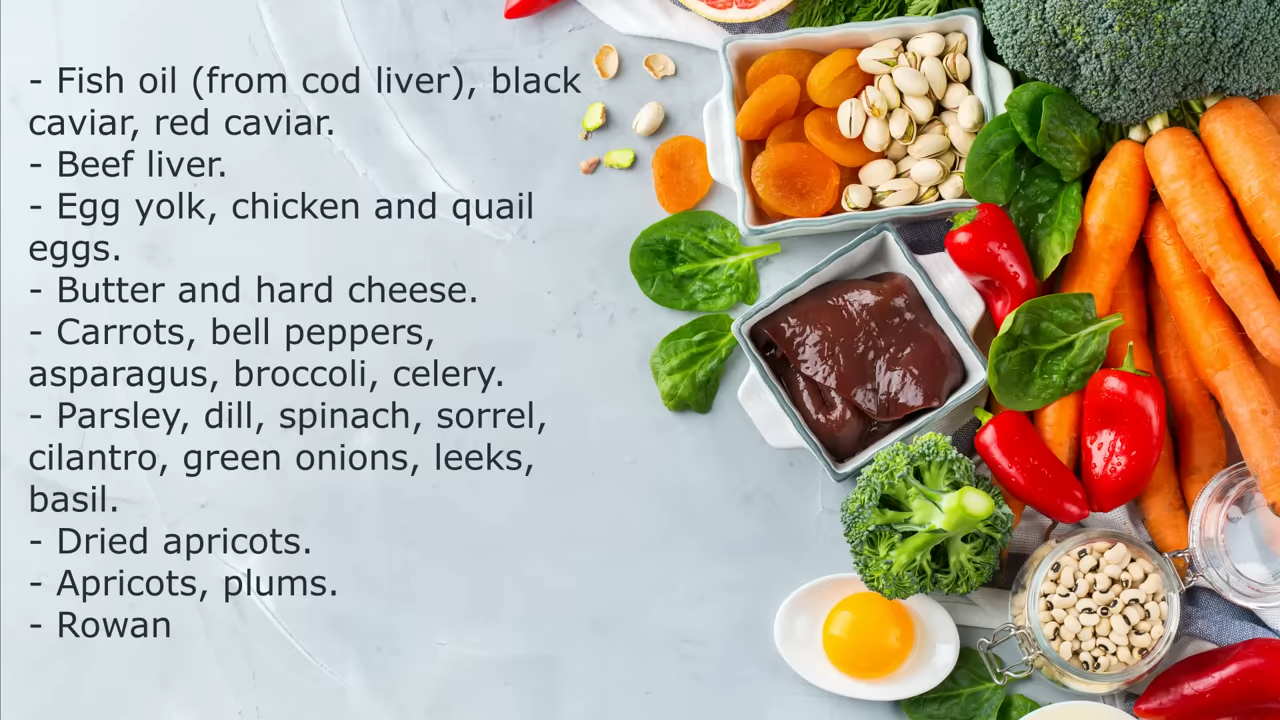 - Fish oil (from cod liver), black
caviar, red caviar.
- Beef liver.
- Egg yolk, chicken and quail
eggs.
- Butter and hard cheese.
- Carrots, bell peppers,
asparagus, broccoli, celery.
- Parsley, dill, spinach, sorrel,
cilantro, green onions, leeks,
basil.
- Dried apricots.
- Apricots, plums.
- Rowan